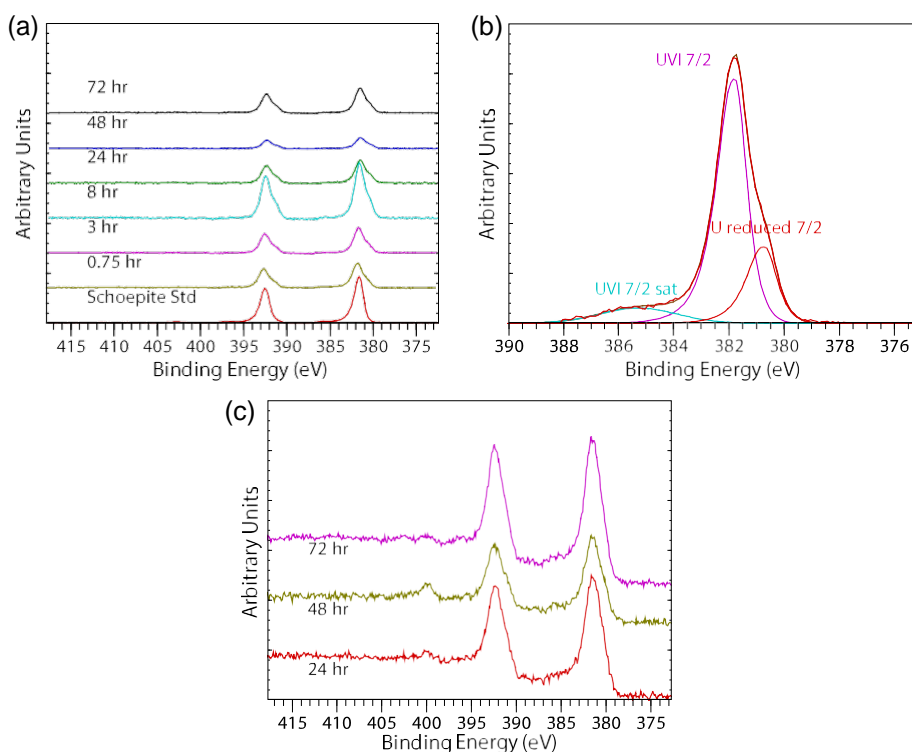 (a)
72 hr
48 hr
24 hr
8 hr
3 hr
0.75 hr
Schoepite Std
Arbitrary Units
415 410 405 400 395 390 385 380 375
Binding Energy (eV)
(b)
UVI 7/2
U reduced 7/2
UVI 7/2 sat
Arbitrary Units
390 388 386 384 382 380 378 376
Binding Energy (eV)
(c)
72 hr
48 hr
24 hr
Arbitrary Units
415 410 405 400 395 390 385 380 375
Binding Energy (eV)